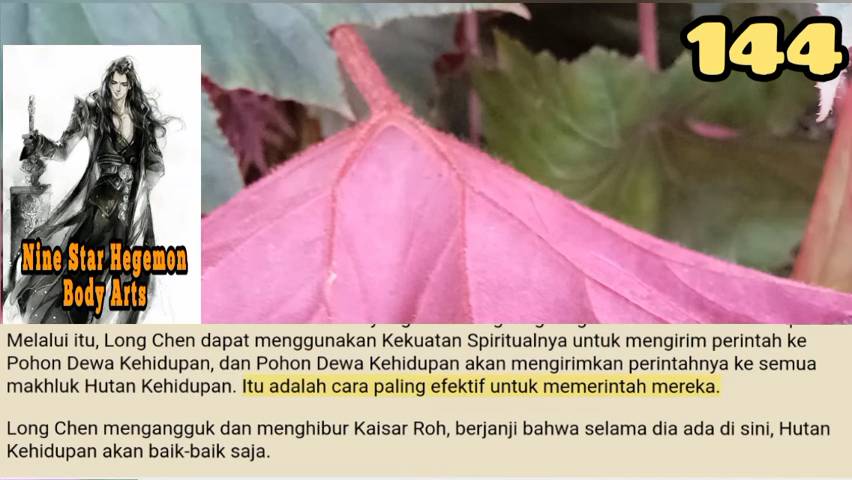 144
Nine Star Hegemon
Body Arts
Melalui itu, Long Chen dapat menggunakan Kekuatan Spiritualnya untuk mengirim perintah ke
Pohon Dewa Kehidupan, dan Pohon Dewa Kehidupan akan mengirimkan perintahnya ke semua
makhluk Hutan Kehidupan. Itu adalah cara paling efektif untuk memerintah mereka.
Long Chen mengangguk dan menghibur Kaisar Roh, berjanji bahwa selama dia ada di sini, Hutan
Kehidupan akan baik-baik saja.